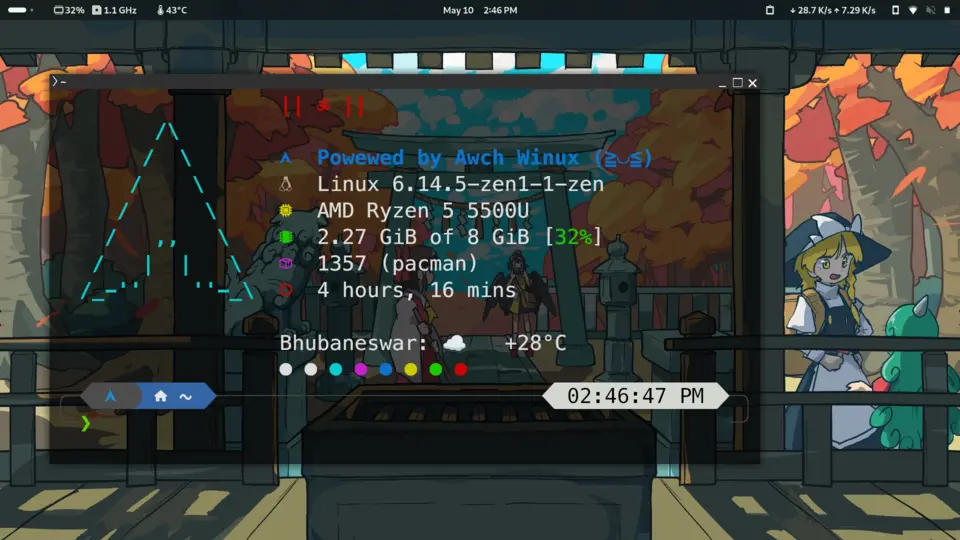 32% 1.1 GHz 43°C May 10 2:46 PM ↓ 28.7 K/s ↑ 7.29 K/s
~
Powewed by Awch Winux (≧◡≦)
Linux 6.14.5-zen1-1-zen
AMD Ryzen 5 5500U
2.27 GiB of 8 GiB [32%]
1357 (pacman)
4 hours, 16 mins
Bhubaneswar: ☁️ +28°C
~ 02:46:47 PM
❯